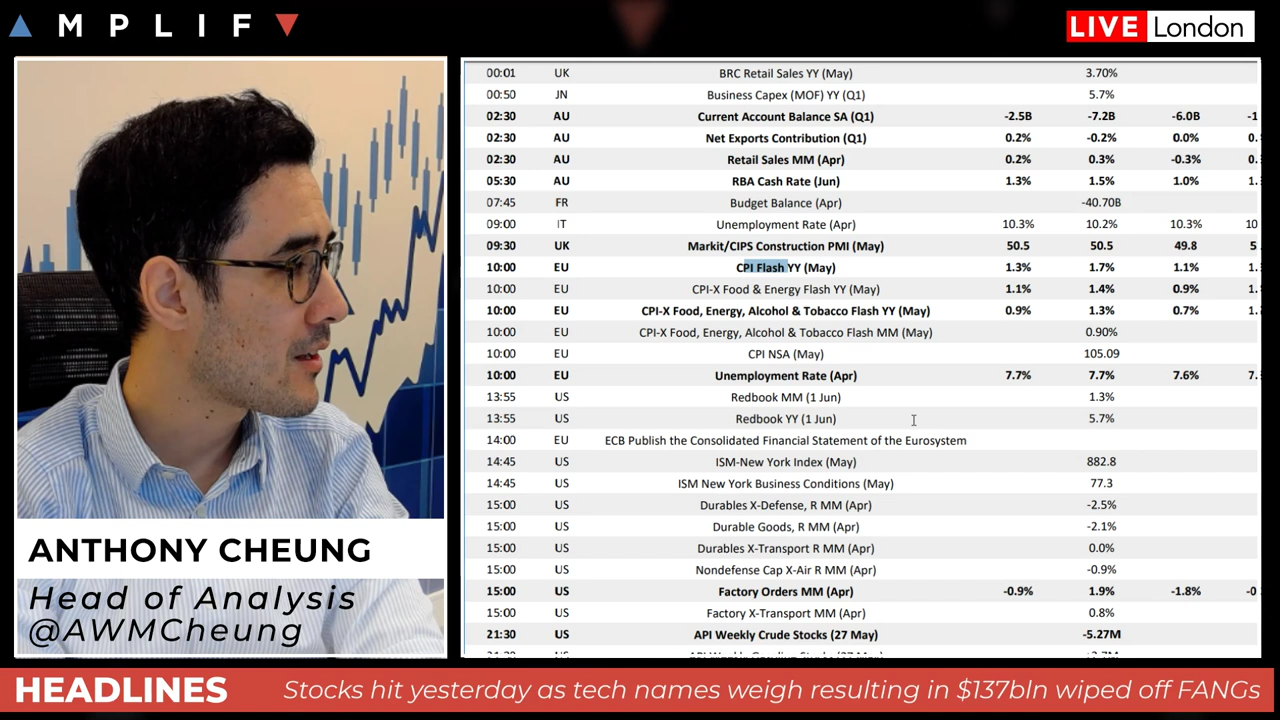 ▲ M P L I F ▼
LIVE London
00:01 UK BRC Retail Sales YY (May) 3.70%
00:50 JN Business Capex (MOF) YY (Q1) 5.7%
02:30 AU Current Account Balance SA (Q1) -2.5B -7.2B -6.0B -1
02:30 AU Net Exports Contribution (Q1) 0.2% -0.2% 0.0% 0.
02:30 AU Retail Sales MM (Apr) 0.2% 0.3% -0.3% 0.
05:30 AU RBA Cash Rate (Jun) 1.3% 1.5% 1.0% 1.
07:45 FR Budget Balance (Apr) -40.70B
09:00 IT Unemployment Rate (Apr) 10.3% 10.2% 10.3% 10
09:30 UK Markit/CIPS Construction PMI (May) 50.5 50.5 49.8 5
10:00 EU CPI Flash YY (May) 1.3% 1.7% 1.1% 1.
10:00 EU CPI-X Food & Energy Flash YY (May) 1.1% 1.4% 0.9% 1.
10:00 EU CPI-X Food, Energy, Alcohol & Tobacco Flash YY (May) 0.9% 1.3% 0.7% 1.
10:00 EU CPI-X Food, Energy, Alcohol & Tobacco Flash MM (May) 0.90%
10:00 EU CPI NSA (May) 105.09
10:00 EU Unemployment Rate (Apr) 7.7% 7.7% 7.6% 7.
13:55 US Redbook MM (1 Jun) 1.3%
13:55 US Redbook YY (1 Jun) 5.7%
14:00 EU ECB Publish the Consolidated Financial Statement of the Eurosystem
14:45 US ISM-New York Index (May) 882.8
14:45 US ISM New York Business Conditions (May) 77.3
15:00 US Durables X-Defense, R MM (Apr) -2.5%
15:00 US Durable Goods, R MM (Apr) -2.1%
15:00 US Durables X-Transport R MM (Apr) 0.0%
15:00 US Nondefense Cap X-Air R MM (Apr) -0.9%
15:00 US Factory Orders MM (Apr) -0.9% 1.9% -1.8% -0
15:00 US Factory X-Transport MM (Apr) 0.8%
21:30 US API Weekly Crude Stocks (27 May) -5.27M
ANTHONY CHEUNG
Head of Analysis
@AWMCheung
HEADLINES Stocks hit yesterday as tech names weigh resulting in $137bln wiped off FANGs